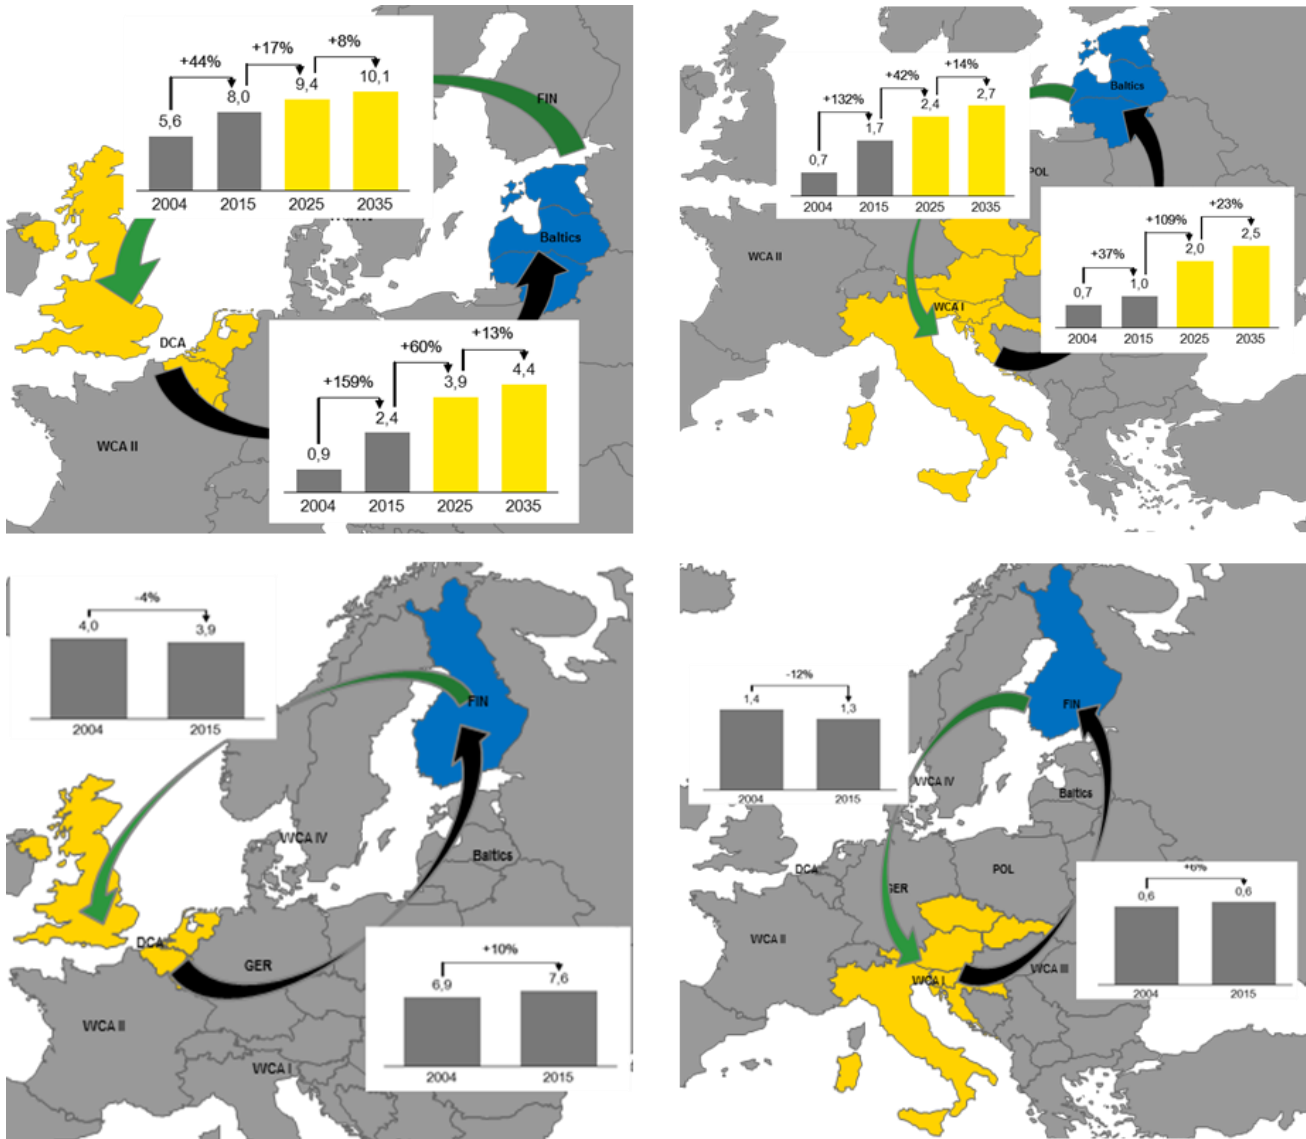 +44%
+17%
+8%
5,6
8,0
9,4
10,1
2004
2015
2025
2035
FIN
Baltics
DCA
WCA II
+159%
+60%
+13%
0,9
2,4
3,9
4,4
2004
2015
2025
2035
+132%
+42%
+14%
0,7
1,7
2,4
2,7
2004
2015
2025
2035
Baltics
POL
WCA II
WCA I
+37%
+109%
+23%
0,7
1,0
2,0
2,5
2004
2015
2025
2035
-4%
4,0
3,9
2004
2015
FIN
WCA IV
Baltics
DCA
GER
WCA II
WCA I
+10%
6,9
7,6
2004
2015
-12%
1,4
1,3
2004
2015
FIN
WCA IV
Baltics
DCA
GER
POL
WCA II
WCA I
WCA III
+6%
0,6
0,6
2004
2015